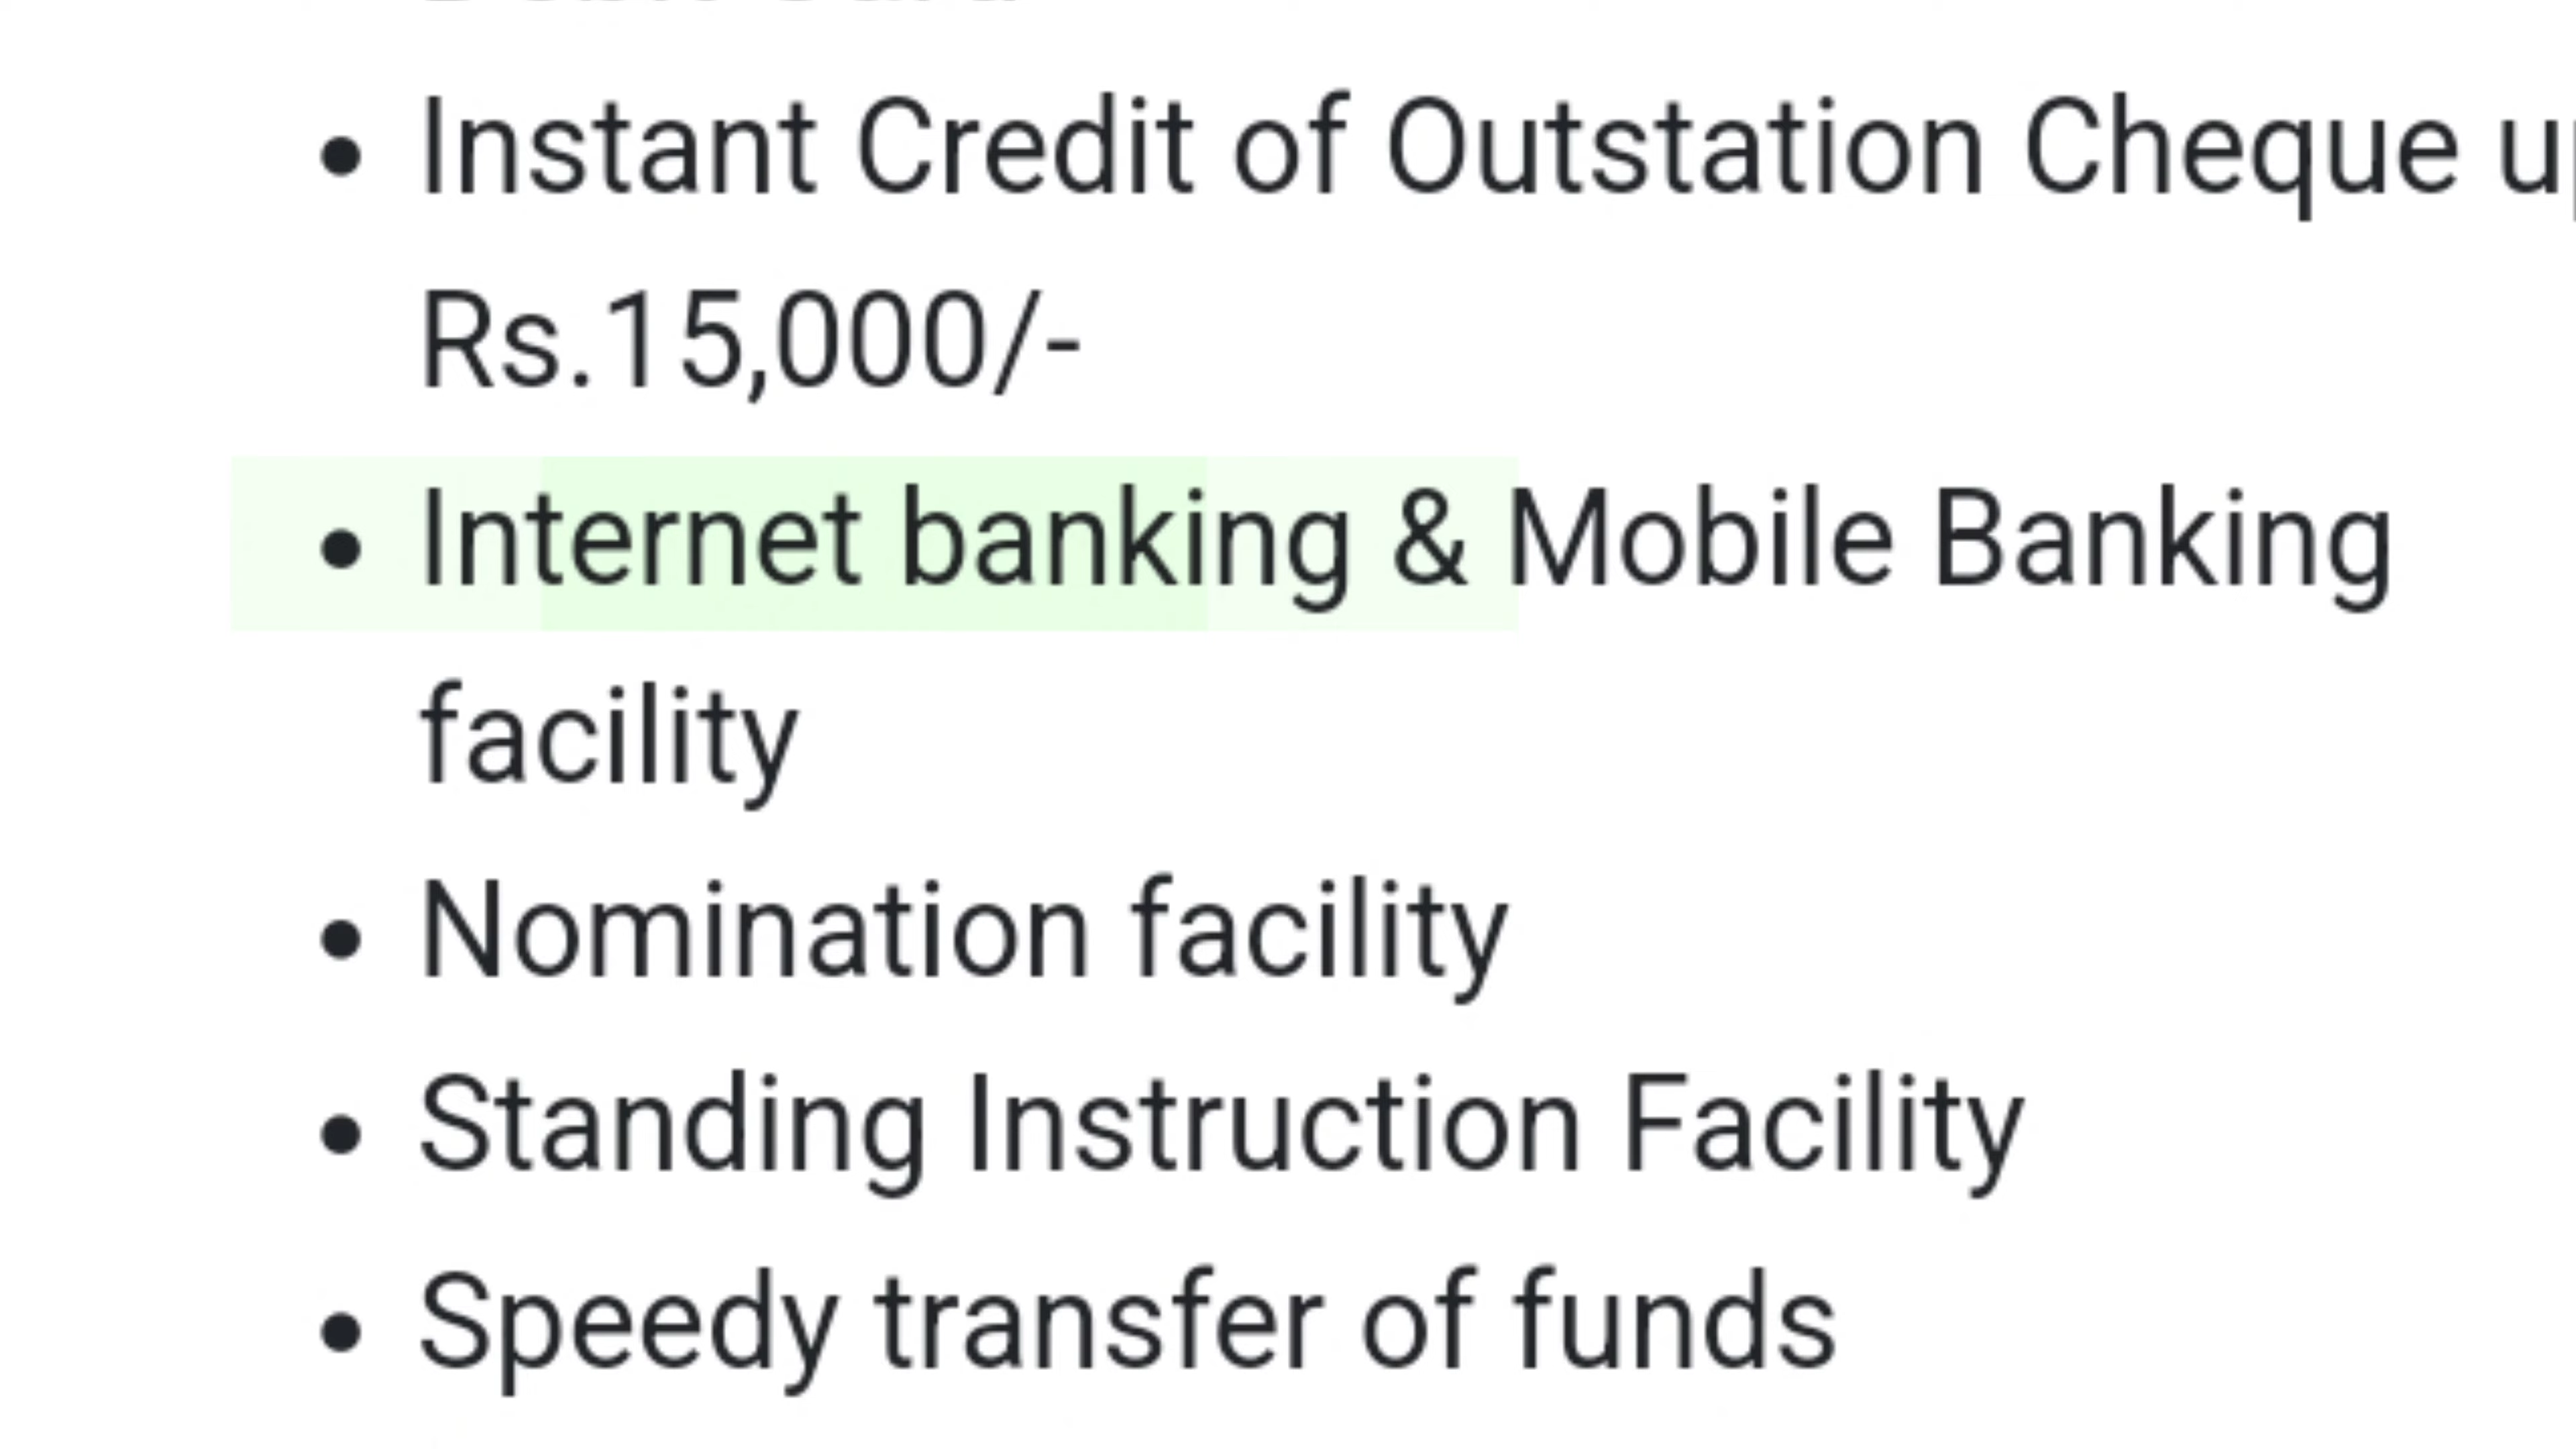 Instant Credit of Outstation Cheque
Rs.15,000/-
Internet banking & Mobile Banking
facility
Nomination facility
Standing Instruction Facility
Speedy transfer of funds